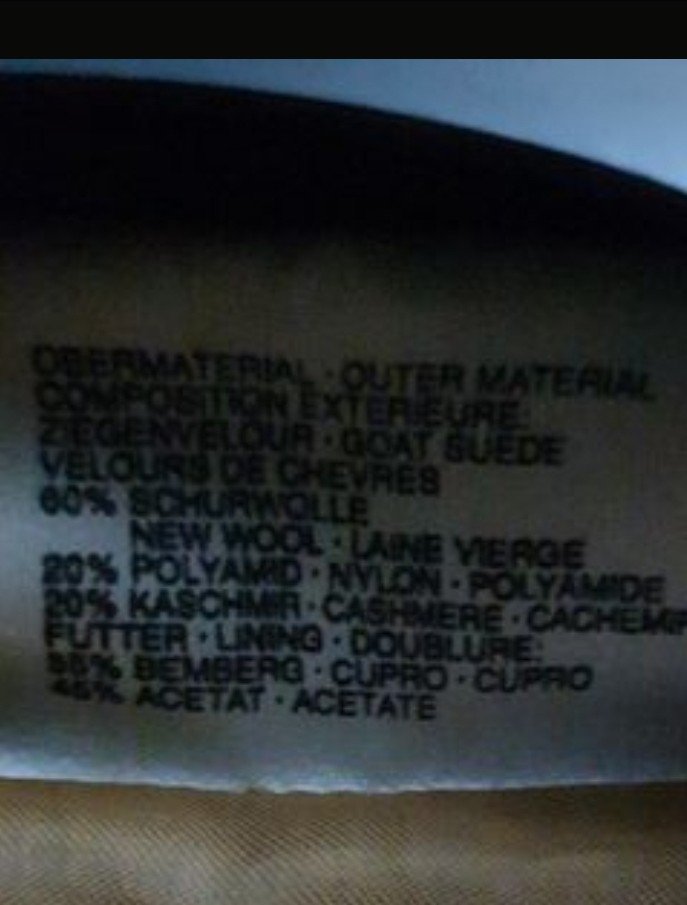 OBERMATERIAL · OUTER MATERIAL
COMPOSITION EXTERIEURE:
ZIEGENVELOUR · GOAT SUEDE
VELOURS DE CHEVRES
60% SCHURWOLLE
NEW WOOL · LAINE VIERGE
20% POLYAMID · NYLON · POLYAMIDE
20% KASCHMIR · CASHMERE · CACHEMIR
FUTTER · LINING · DOUBLURE:
55% BEMBERG · CUPRO · CUPRO
45% ACETAT · ACETATE